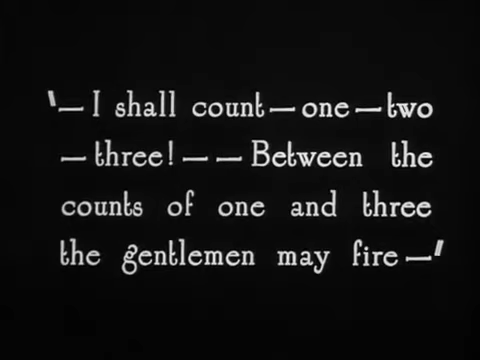 "—I shall count—one—two
—three!— —Between the
counts of one and three
the gentlemen may fire—"